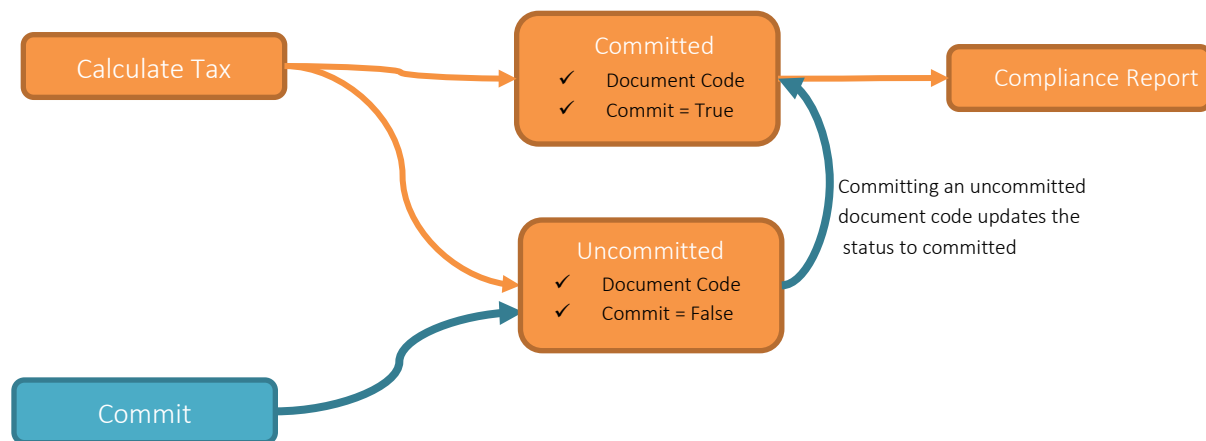 Calculate Tax
Committed
✓ Document Code
✓ Commit = True
Compliance Report
Committing an uncommitted
document code updates the
status to committed
Uncommitted
✓ Document Code
✓ Commit = False
Commit